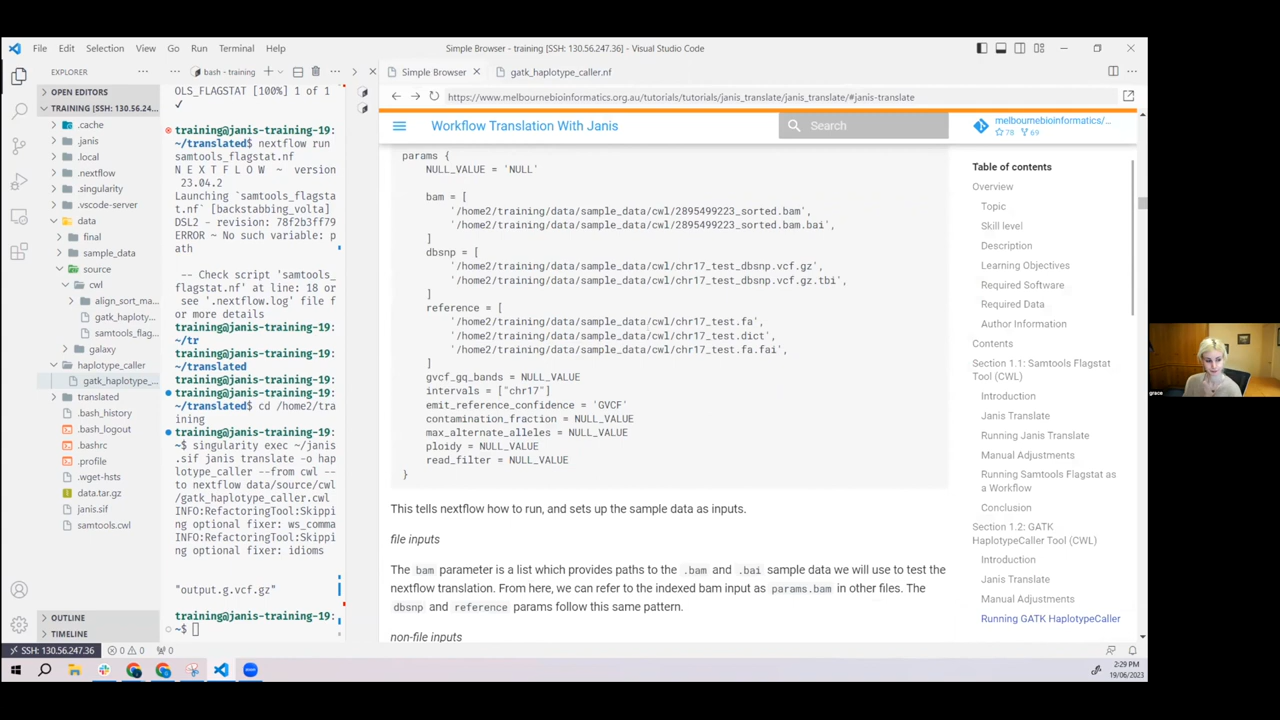 File Edit Selection View Go Run Terminal Help
Simple Browser - training [SSH: 130.56.247.36] - Visual Studio Code
EXPLORER
OPEN EDITORS
TRAINING [SSH: 130.56.24...
.cache
.janis
.local
.nextflow
.singularity
.vscode-server
data
final
sample_data
source
cwl
align_sort_ma...
gatk_haploty...
samtools_flag...
galaxy
haplotype_caller
gatk_haplotype_...
translated
.bash_history
.bash_logout
.bashrc
.profile
.wget-hsts
data.tar.gz
janis.sif
samtools.cwl
OUTLINE
TIMELINE
bash - training
OLS_FLAGSTAT [100%] 1 of 1
✓
training@janis-training-19:
~/translated$ nextflow run
samtools_flagstat.nf
N E X T F L O W ~ version
23.04.2
Launching `samtools_flagsta
t.nf` [backstabbing_volta]
DSL2 - revision: 78f2b3ff79
ERROR ~ No such variable: p
ath
-- Check script 'samtools_
flagstat.nf' at line: 18 or
see '.nextflow.log' file f
or more details
training@janis-training-19:
~/tr
training@janis-training-19:
~/translated
training@janis-training-19:
training@janis-training-19:
~/translated$ cd /home2/tra
ining
training@janis-training-19:
~$ singularity exec ~/janis
.sif janis translate -o hap
lotype_caller --from cwl --
to nextflow data/source/cwl
/gatk_haplotype_caller.cwl
INFO:RefactoringTool:Skipp
ing optional fixer: ws_comma
INFO:RefactoringTool:Skipp
ing optional fixer: idioms
"output.g.vcf.gz"
training@janis-training-19:
~$
Simple Browser
gatk_haplotype_caller.nf
https://www.melbournebioinformatics.org.au/tutorials/tutorials/janis_translate/janis_translate/#janis-translate
Workflow Translation With Janis
Search
melbournebioinformatics/...
78 69
params {
NULL_VALUE = 'NULL'
bam = [
'/home2/training/data/sample_data/cwl/2895499223_sorted.bam',
'/home2/training/data/sample_data/cwl/2895499223_sorted.bam.bai',
]
dbsnp = [
'/home2/training/data/sample_data/cwl/chr17_test_dbsnp.vcf.gz',
'/home2/training/data/sample_data/cwl/chr17_test_dbsnp.vcf.gz.tbi',
]
reference = [
'/home2/training/data/sample_data/cwl/chr17_test.fa',
'/home2/training/data/sample_data/cwl/chr17_test.dict',
'/home2/training/data/sample_data/cwl/chr17_test.fa.fai',
]
gvcf_gq_bands = NULL_VALUE
intervals = ["chr17"]
emit_reference_confidence = 'GVCF'
contamination_fraction = NULL_VALUE
max_alternate_alleles = NULL_VALUE
ploidy = NULL_VALUE
read_filter = NULL_VALUE
}
This tells nextflow how to run, and sets up the sample data as inputs.
file inputs
The bam parameter is a list which provides paths to the .bam and .bai sample data we will use to test the
nextflow translation. From here, we can refer to the indexed bam input as params.bam in other files. The
dbsnp and reference params follow this same pattern.
non-file inputs
Table of contents
Overview
Topic
Skill level
Description
Learning Objectives
Required Software
Required Data
Author Information
Contents
Section 1.1: Samtools Flagstat
Tool (CWL)
Introduction
Janis Translate
Running Janis Translate
Manual Adjustments
Running Samtools Flagstat as
a Workflow
Conclusion
Section 1.2: GATK
HaplotypeCaller Tool (CWL)
Introduction
Janis Translate
Manual Adjustments
Running GATK HaplotypeCaller
grace
SSH: 130.56.247.36 0 0 0
2:29 PM
19/06/2023